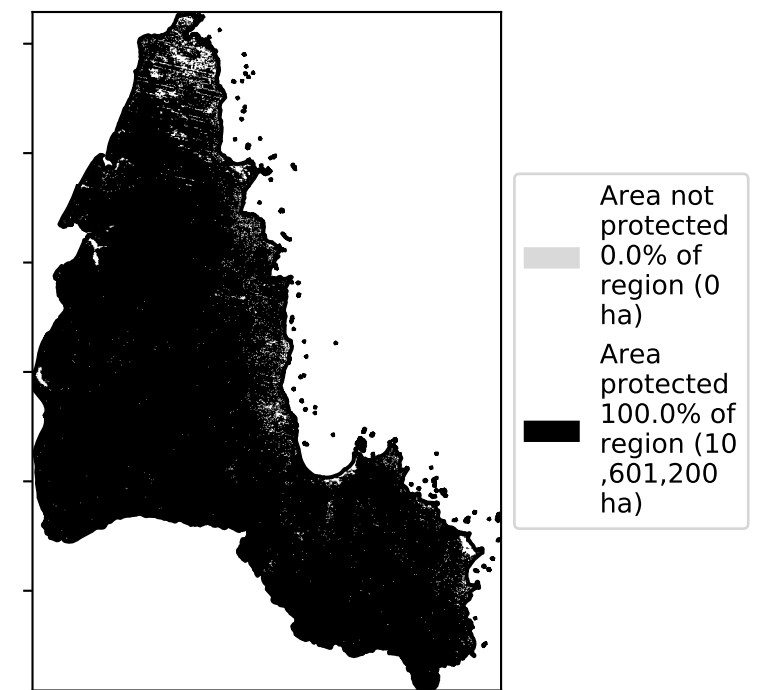 Area not
protected
0.0% of
region (0
ha)
Area
protected
100.0% of
region (10
,601,200
ha)